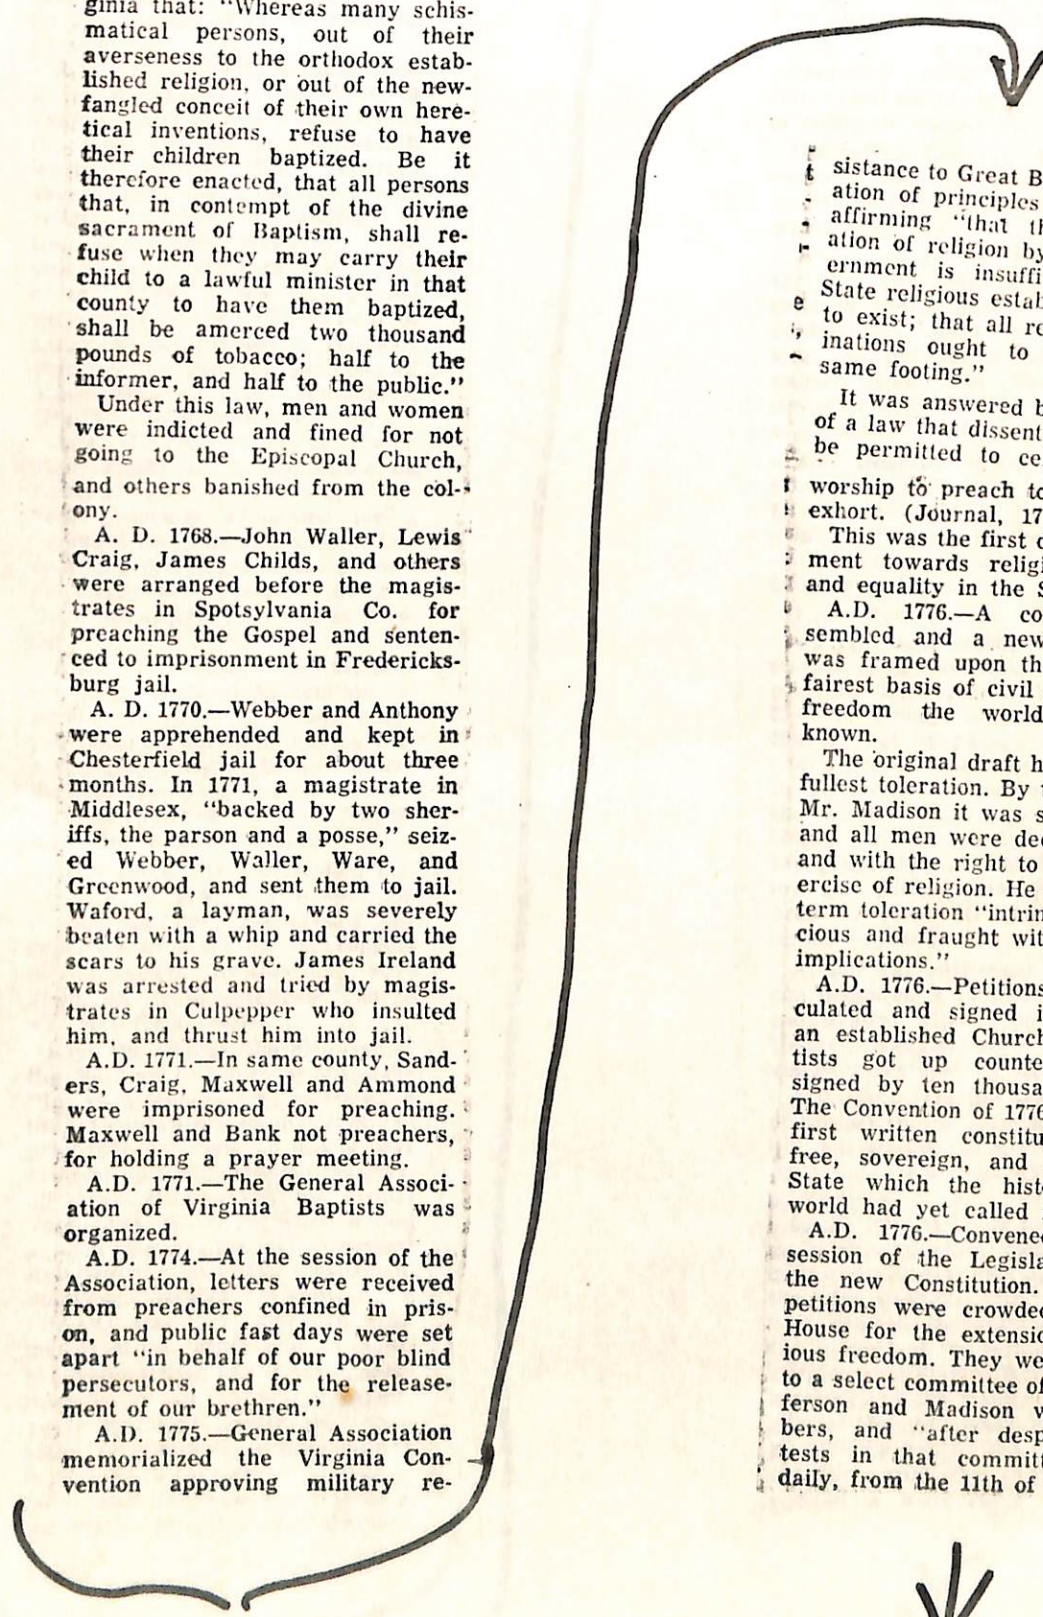 ginia that: "Whereas many schis-
matical persons, out of their
averseness to the orthodox estab-
lished religion, or out of the new-
fangled conceit of their own here-
tical inventions, refuse to have
their children baptized. Be it
therefore enacted, that all persons
that, in contempt of the divine
sacrament of Baptism, shall re-
fuse when they may carry their
child to a lawful minister in that
county to have them baptized,
shall be amerced two thousand
pounds of tobacco; half to the
informer, and half to the public."
Under this law, men and women
were indicted and fined for not
going to the Episcopal Church,
and others banished from the col-
ony.
A. D. 1768.—John Waller, Lewis
Craig, James Childs, and others
were arranged before the magis-
trates in Spotsylvania Co. for
preaching the Gospel and senten-
ced to imprisonment in Fredericks-
burg jail.
A. D. 1770.—Webber and Anthony
were apprehended and kept in
Chesterfield jail for about three
months. In 1771, a magistrate in
Middlesex, "backed by two sher-
iffs, the parson and a posse," seiz-
ed Webber, Waller, Ware, and
Greenwood, and sent them to jail.
Waford, a layman, was severely
beaten with a whip and carried the
scars to his grave. James Ireland
was arrested and tried by magis-
trates in Culpepper who insulted
him, and thrust him into jail.
A.D. 1771.—In same county, Sand-
ers, Craig, Maxwell and Ammond
were imprisoned for preaching.
Maxwell and Bank not preachers,
for holding a prayer meeting.
A.D. 1771.—The General Associ-
ation of Virginia Baptists was
organized.
A.D. 1774.—At the session of the
Association, letters were received
from preachers confined in pris-
on, and public fast days were set
apart "in behalf of our poor blind
persecutors, and for the release-
ment of our brethren."
A.D. 1775.—General Association
memorialized the Virginia Con-
vention approving military re-
sistance to Great B
ation of principles
affirming "that th
ation of religion by
ernment is insuffi
State religious estab
to exist; that all re
inations ought to
same footing."
It was answered b
of a law that dissent
be permitted to ce
worship to preach to
exhort. (Journal, 17
This was the first
ment towards religi
and equality in the S
A.D. 1776.—A co
sembled and a new
was framed upon th
fairest basis of civil
freedom the world
known.
The original draft h
fullest toleration. By
Mr. Madison it was s
and all men were dec
and with the right to
ercise of religion. He
term toleration "intrin
cious and fraught wit
implications."
A.D. 1776.—Petitions
culated and signed i
an established Church
tists got up counte
signed by ten thousa
The Convention of 1776
first written constitu
free, sovereign, and
State which the hist
world had yet called
A.D. 1776.—Convened
session of the Legisla
the new Constitution.
petitions were crowded
House for the extensio
ious freedom. They we
to a select committee of
ferson and Madison w
bers, and "after desp
tests in that committ
daily, from the 11th of